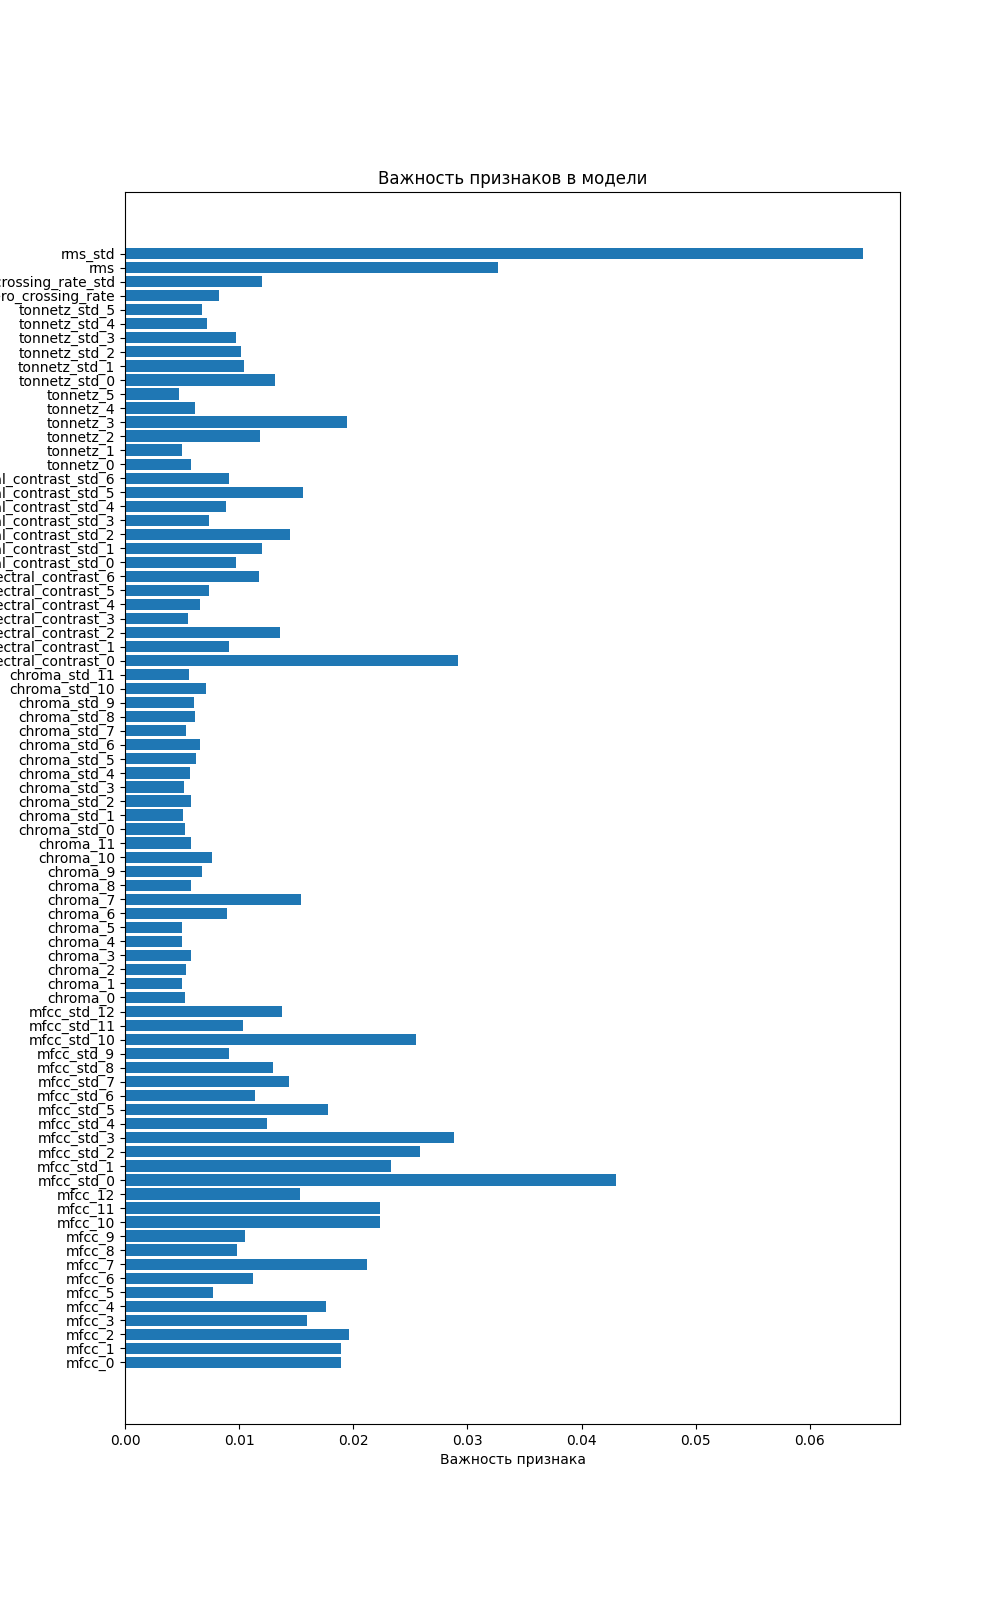 Важность признаков в модели
rms_std
rms
crossing_rate_std
ro_crossing_rate
tonnetz_std_5
tonnetz_std_4
tonnetz_std_3
tonnetz_std_2
tonnetz_std_1
tonnetz_std_0
tonnetz_5
tonnetz_4
tonnetz_3
tonnetz_2
tonnetz_1
tonnetz_0
al_contrast_std_6
al_contrast_std_5
al_contrast_std_4
al_contrast_std_3
al_contrast_std_2
al_contrast_std_1
al_contrast_std_0
ectral_contrast_6
ectral_contrast_5
ectral_contrast_4
ectral_contrast_3
ectral_contrast_2
ectral_contrast_1
ectral_contrast_0
chroma_std_11
chroma_std_10
chroma_std_9
chroma_std_8
chroma_std_7
chroma_std_6
chroma_std_5
chroma_std_4
chroma_std_3
chroma_std_2
chroma_std_1
chroma_std_0
chroma_11
chroma_10
chroma_9
chroma_8
chroma_7
chroma_6
chroma_5
chroma_4
chroma_3
chroma_2
chroma_1
chroma_0
mfcc_std_12
mfcc_std_11
mfcc_std_10
mfcc_std_9
mfcc_std_8
mfcc_std_7
mfcc_std_6
mfcc_std_5
mfcc_std_4
mfcc_std_3
mfcc_std_2
mfcc_std_1
mfcc_std_0
mfcc_12
mfcc_11
mfcc_10
mfcc_9
mfcc_8
mfcc_7
mfcc_6
mfcc_5
mfcc_4
mfcc_3
mfcc_2
mfcc_1
mfcc_0
0.00 0.01 0.02 0.03 0.04 0.05 0.06
Важность признака